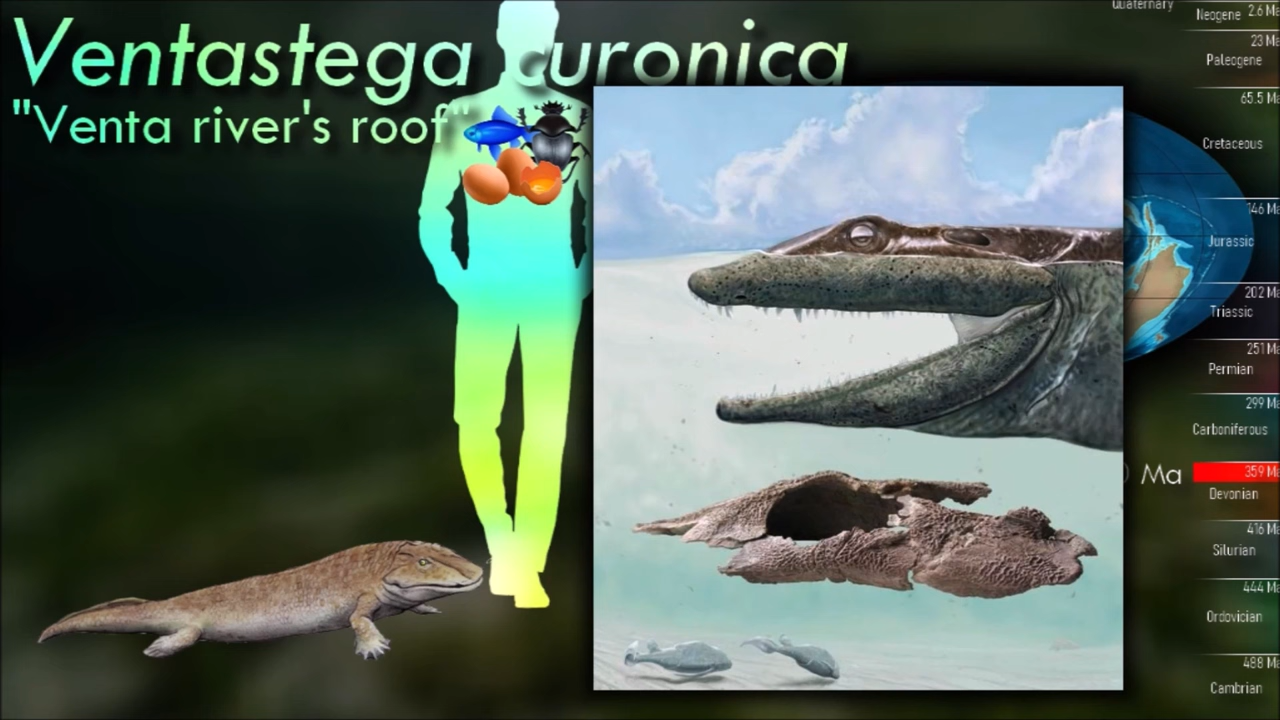 Ventastega curonica
"Venta river's roof"
Quaternary
2.6 Ma
Neogene
23 Ma
Paleogene
65.5 Ma
Cretaceous
146 Ma
Jurassic
202 Ma
Triassic
251 Ma
Permian
299 Ma
Carboniferous
Ma
359 Ma
Devonian
416 Ma
Silurian
444 Ma
Ordovician
488 Ma
Cambrian